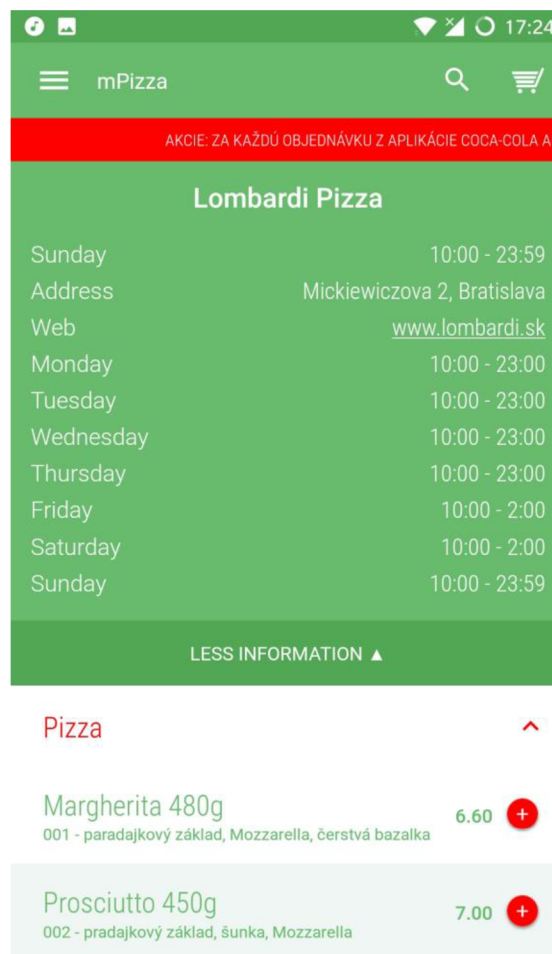 17:24
mPizza
AKCIE: ZA KAŽDÚ OBJEDNÁVKU Z APLIKÁCIE COCA-COLA A
Lombardi Pizza
Sunday 10:00 - 23:59
Address Mickiewiczova 2, Bratislava
Web www.lombardi.sk
Monday 10:00 - 23:00
Tuesday 10:00 - 23:00
Wednesday 10:00 - 23:00
Thursday 10:00 - 23:00
Friday 10:00 - 2:00
Saturday 10:00 - 2:00
Sunday 10:00 - 23:59
LESS INFORMATION ▲
Pizza
Margherita 480g
001 - paradajkový základ, Mozzarella, čerstvá bazalka 6.60 +
Prosciutto 450g
002 - pradajkový základ, šunka, Mozzarella 7.00 +